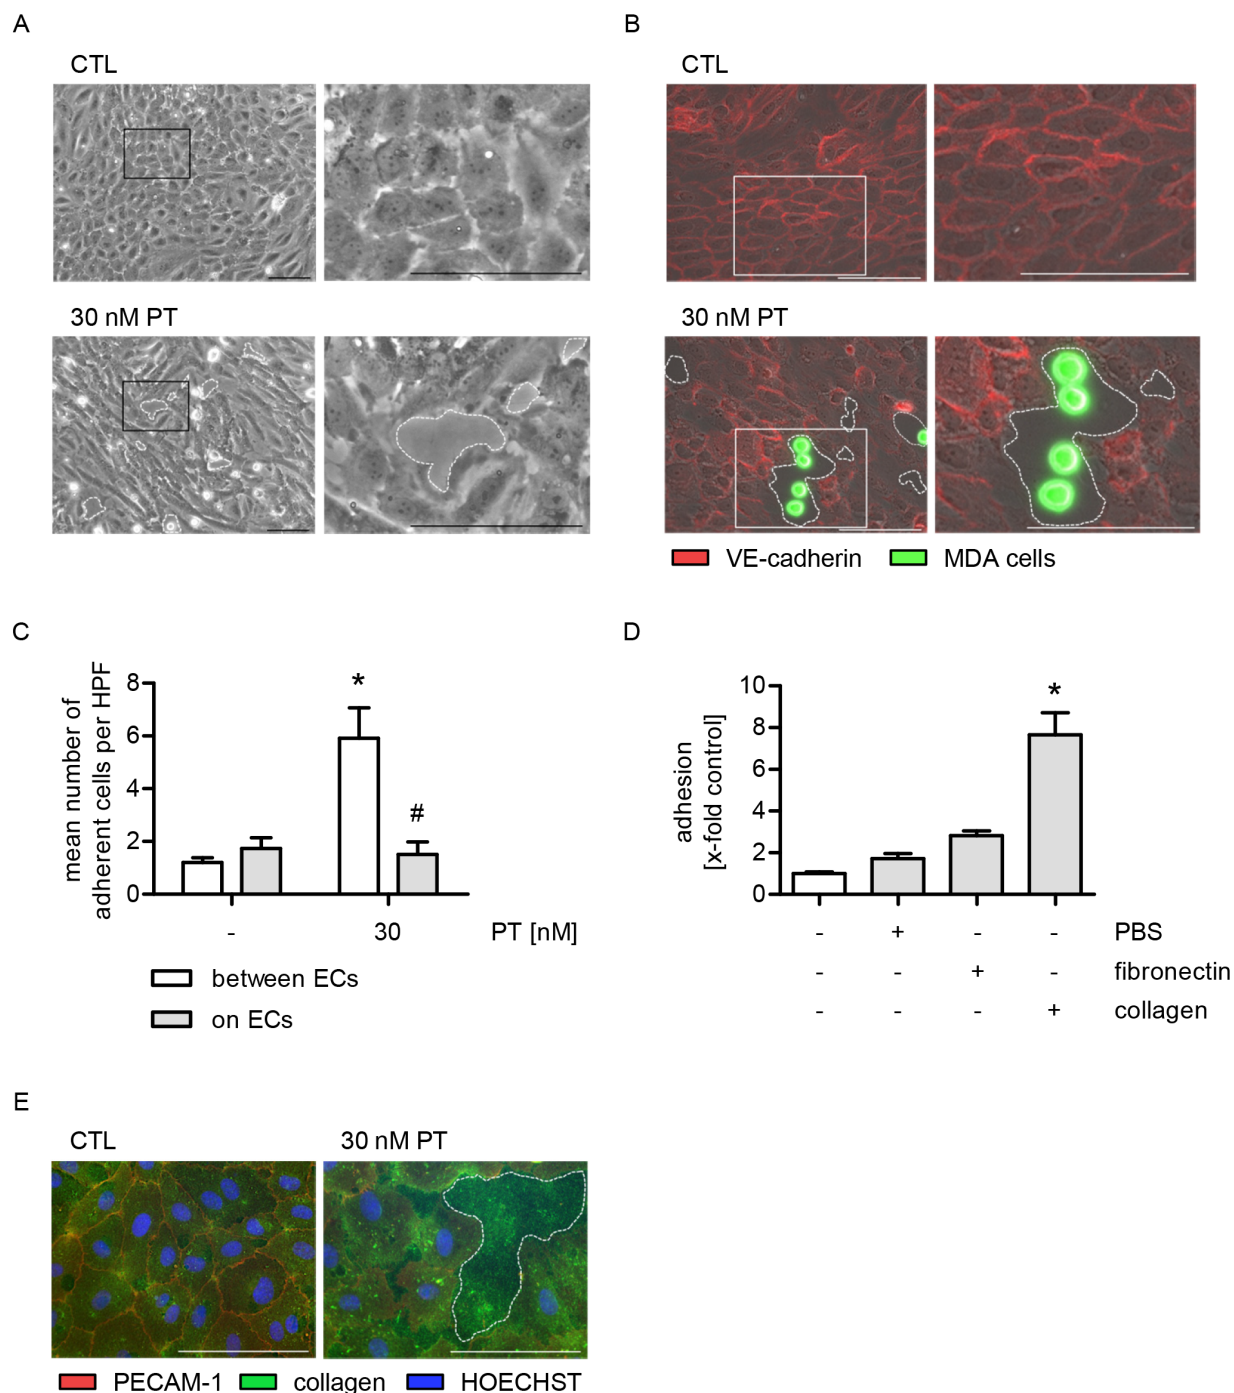 A
CTL
30 nM PT
B
CTL
30 nM PT
VE-cadherin MDA cells
C
mean number of
adherent cells per HPF
8
6
4
2
0
*
#
- 30 PT [nM]
between ECs
on ECs
D
adhesion
[x-fold control]
10
8
6
4
2
0
*
- + - - PBS
- - + - fibronectin
- - - + collagen
E
CTL 30 nM PT
PECAM-1 collagen HOECHST